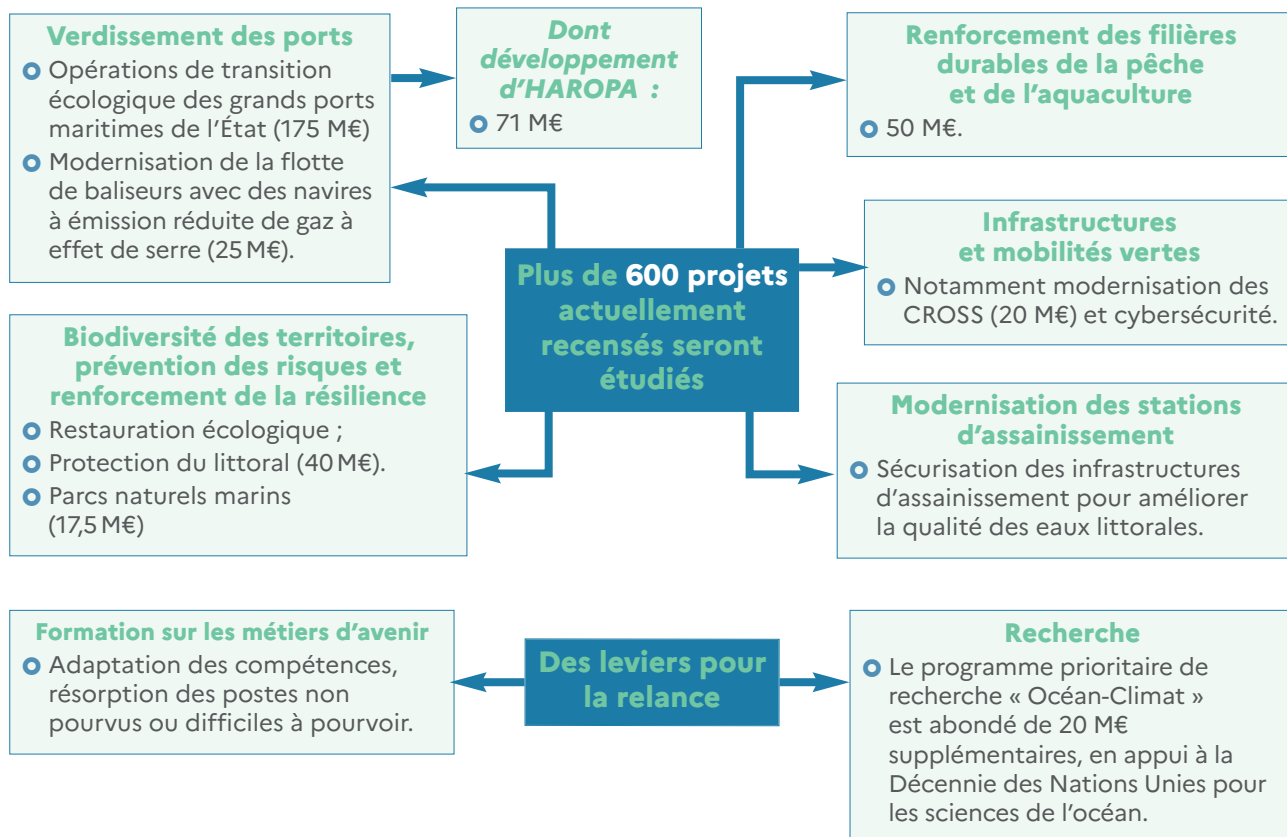 Verdissement des ports
Opérations de transition
écologique des grands ports
maritimes de l'État (175 M€)
Modernisation de la flotte
de baliseurs avec des navires
à émission réduite de gaz à
effet de serre (25 M€).
Dont
développement
d'HAROPA :
71 M€
Renforcement des filières
durables de la pêche
et de l'aquaculture
50 M€.
Infrastructures
et mobilités vertes
Notamment modernisation des
CROSS (20 M€) et cybersécurité.
Plus de 600 projets
actuellement
recensés seront
étudiés
Biodiversité des territoires,
prévention des risques et
renforcement de la résilience
Restauration écologique ;
Protection du littoral (40 M€).
Parcs naturels marins
(17,5 M€)
Modernisation des stations
d'assainissement
Sécurisation des infrastructures
d'assainissement pour améliorer
la qualité des eaux littorales.
Formation sur les métiers d'avenir
Adaptation des compétences,
résorption des postes non
pourvus ou difficiles à pourvoir.
Des leviers pour
la relance
Recherche
Le programme prioritaire de
recherche « Océan-Climat »
est abondé de 20 M€
supplémentaires, en appui à la
Décennie des Nations Unies pour
les sciences de l'océan.